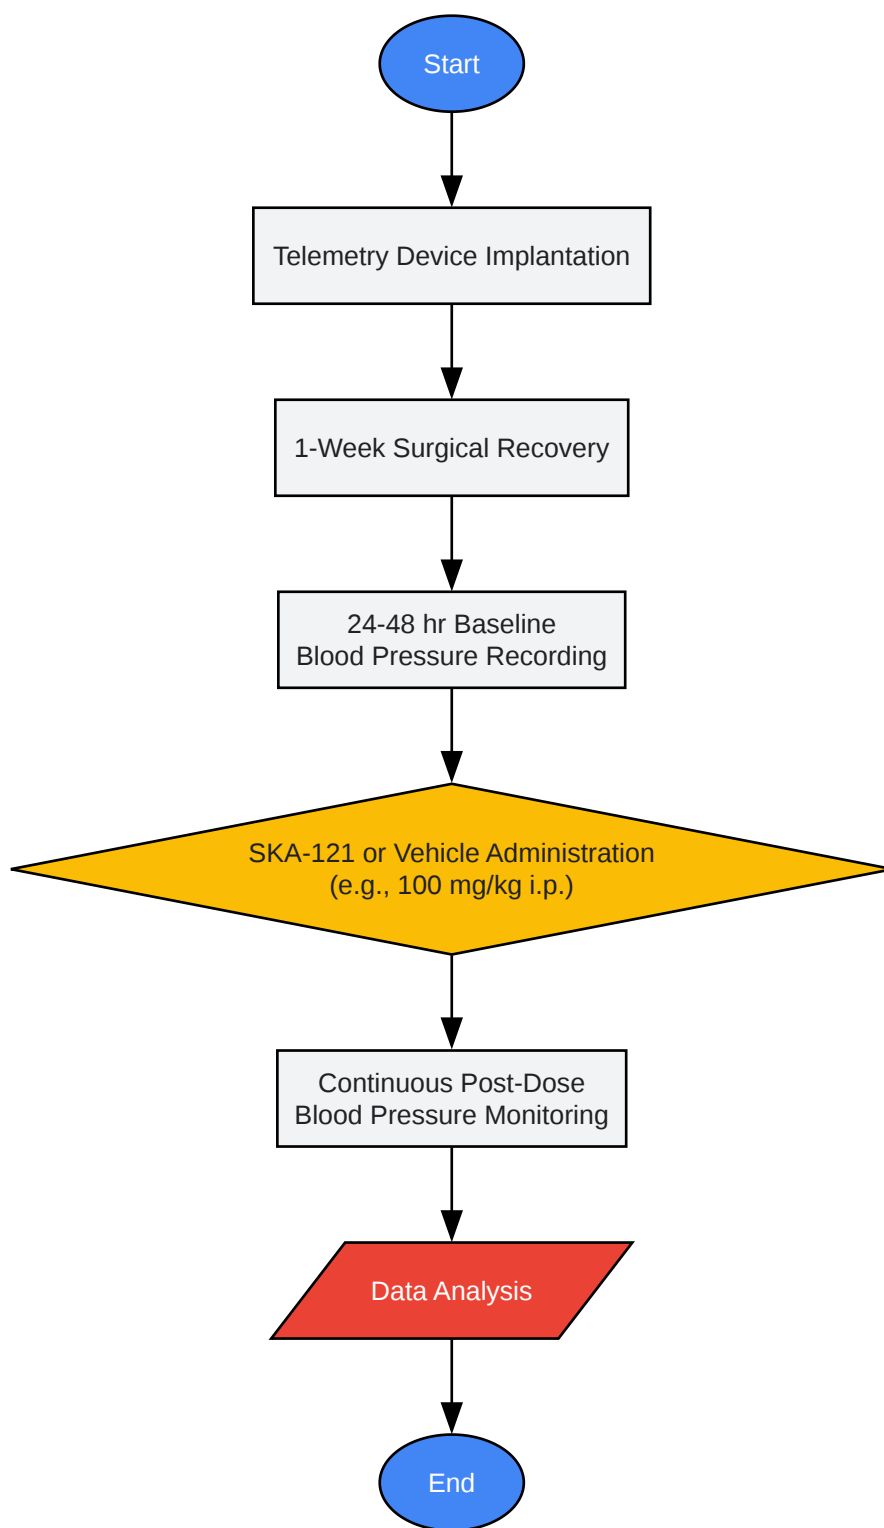 Start
Telemetry Device Implantation
1-Week Surgical Recovery
24-48 hr Baseline
Blood Pressure Recording
SKA-121 or Vehicle Administration
(e.g., 100 mg/kg i.p.)
Continuous Post-Dose
Blood Pressure Monitoring
Data Analysis
End